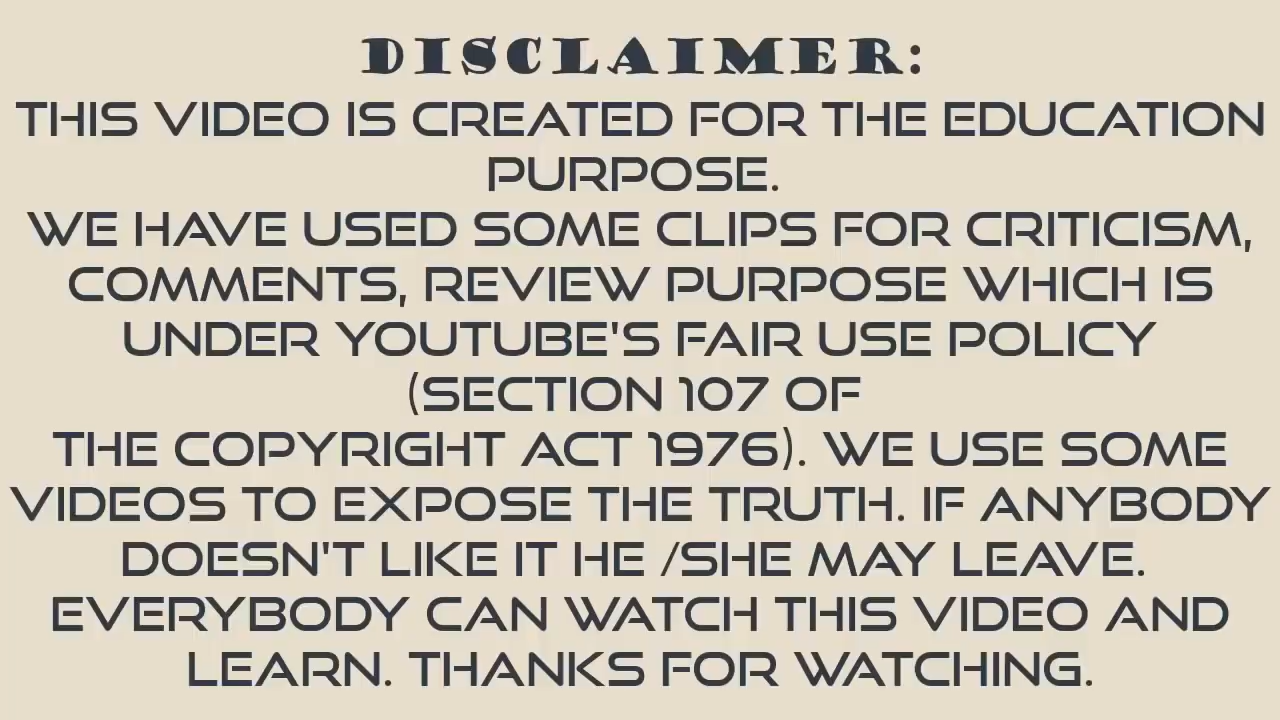 DISCLAIMER:
THIS VIDEO IS CREATED FOR THE EDUCATION
PURPOSE.
WE HAVE USED SOME CLIPS FOR CRITICISM,
COMMENTS, REVIEW PURPOSE WHICH IS
UNDER YOUTUBE'S FAIR USE POLICY
(SECTION 107 OF
THE COPYRIGHT ACT 1976). WE USE SOME
VIDEOS TO EXPOSE THE TRUTH. IF ANYBODY
DOESN'T LIKE IT HE /SHE MAY LEAVE.
EVERYBODY CAN WATCH THIS VIDEO AND
LEARN. THANKS FOR WATCHING.